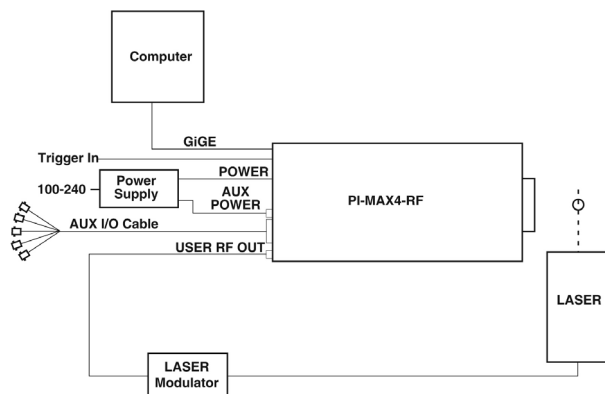 Computer
GiGE
Trigger In
POWER
100-240
Power
Supply
AUX
POWER
PI-MAX4-RF
AUX I/O Cable
USER RF OUT
LASER
LASER
Modulator